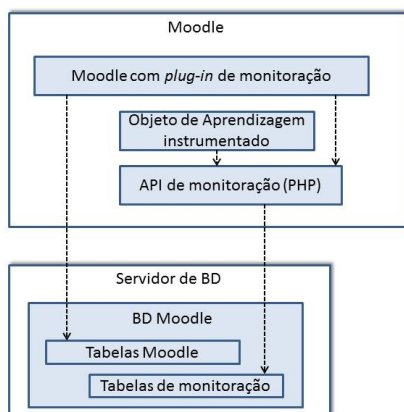 Moodle
Moodle com plug-in de monitoração
Objeto de Aprendizagem
instrumentado
API de monitoração (PHP)
Servidor de BD
BD Moodle
Tabelas Moodle
Tabelas de monitoração